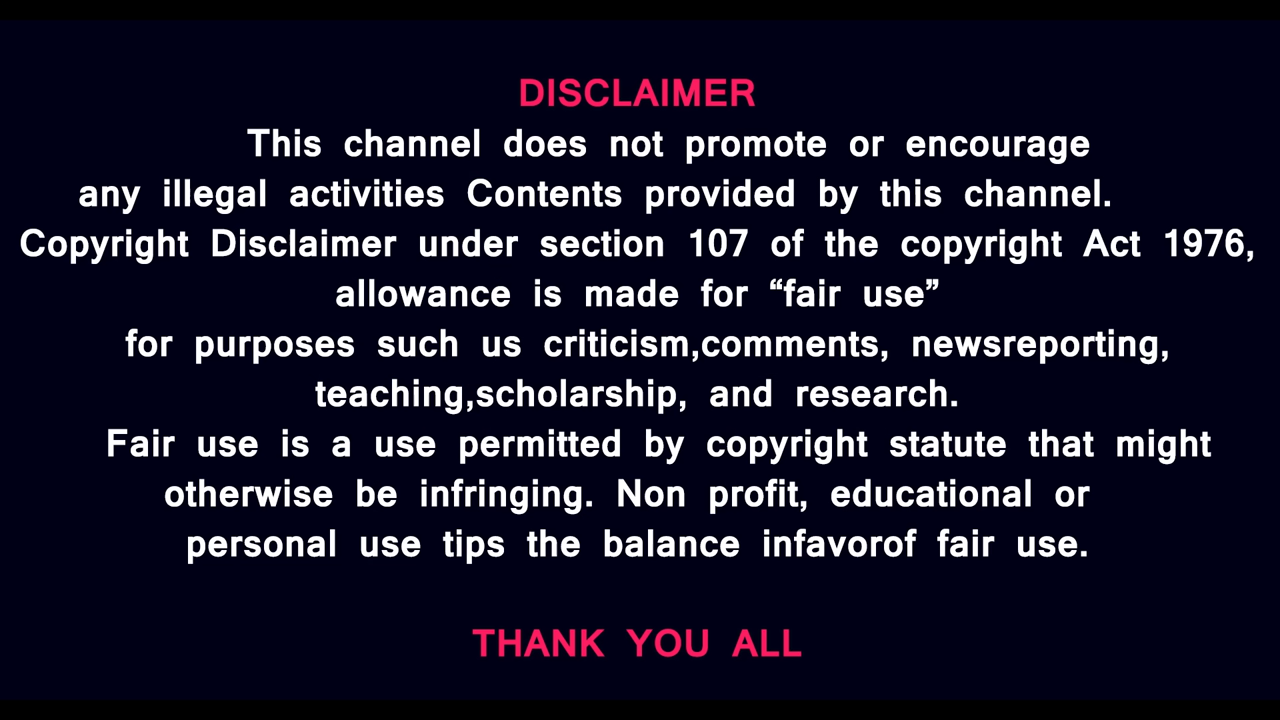 DISCLAIMER
This channel does not promote or encourage
any illegal activities Contents provided by this channel.
Copyright Disclaimer under section 107 of the copyright Act 1976,
allowance is made for “fair use”
for purposes such us criticism,comments, newsreporting,
teaching,scholarship, and research.
Fair use is a use permitted by copyright statute that might
otherwise be infringing. Non profit, educational or
personal use tips the balance infavorof fair use.
THANK YOU ALL